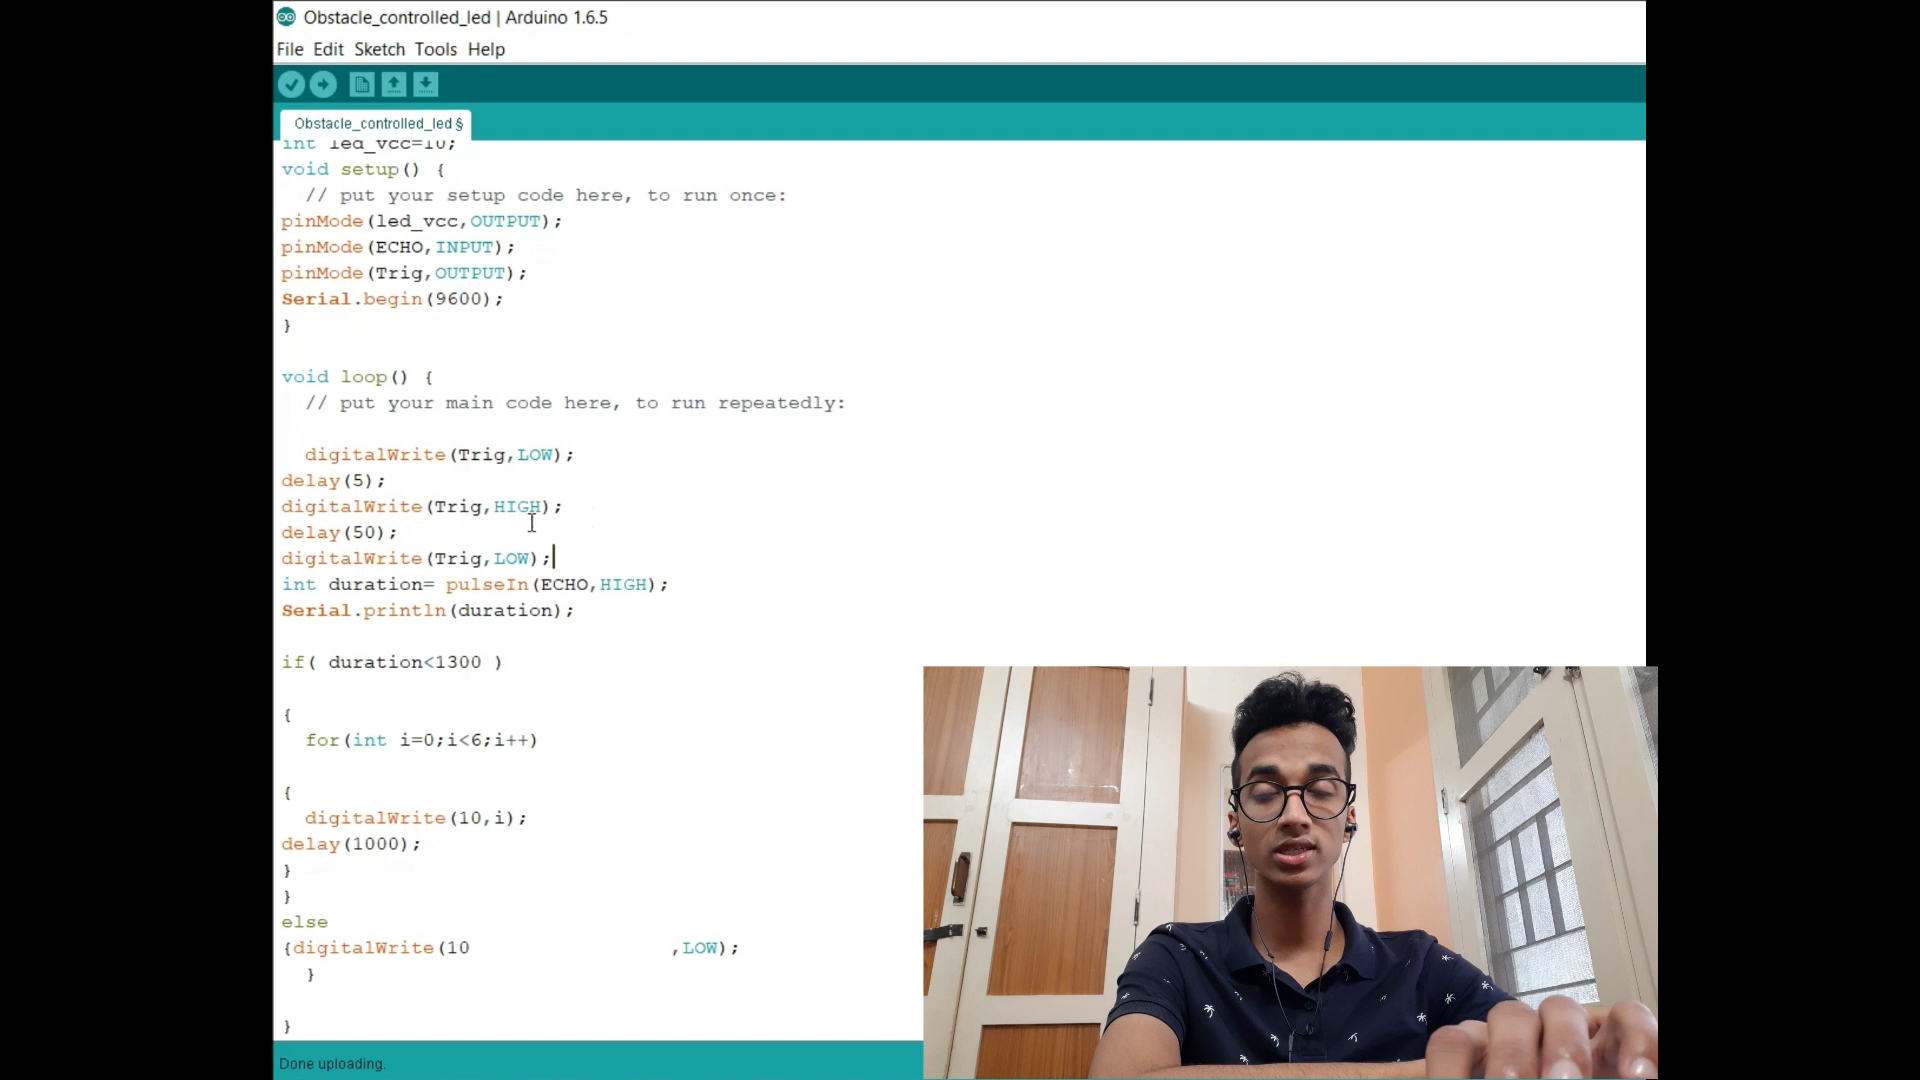 Obstacle_controlled_led | Arduino 1.6.5
File Edit Sketch Tools Help
Obstacle_controlled_led §
int led_vcc=10;
void setup() {
// put your setup code here, to run once:
pinMode(led_vcc,OUTPUT);
pinMode(ECHO,INPUT);
pinMode(Trig,OUTPUT);
Serial.begin(9600);
}
void loop() {
// put your main code here, to run repeatedly:
digitalWrite(Trig,LOW);
delay(5);
digitalWrite(Trig,HIGH);
delay(50);
digitalWrite(Trig,LOW);
int duration= pulseIn(ECHO,HIGH);
Serial.println(duration);
if( duration<1300 )
{
for(int i=0;i<6;i++)
{
digitalWrite(10,i);
delay(1000);
}
}
else
{digitalWrite(10 ,LOW);
}
}
Done uploading.